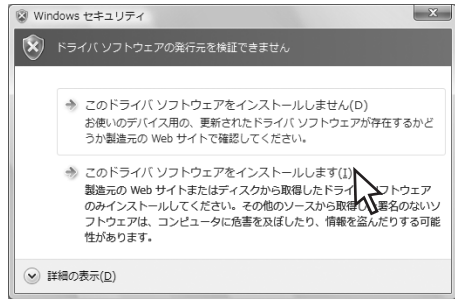 Windows セキュリティ
ドライバ ソフトウェアの発行元を検証できません
このドライバ ソフトウェアをインストールしません(D)
お使いのデバイス用の、更新されたドライバ ソフトウェアが存在するかど
うか製造元の Web サイトで確認してください。
このドライバ ソフトウェアをインストールします(I)
製造元の Web サイトまたはディスクから取得したドライ フトウェア
のみインストールしてください。その他のソースから取得し 署名のないソ
フトウェアは、コンピュータに危害を及ぼしたり、情報を盗んだりする可能
性があります。
詳細の表示(D)